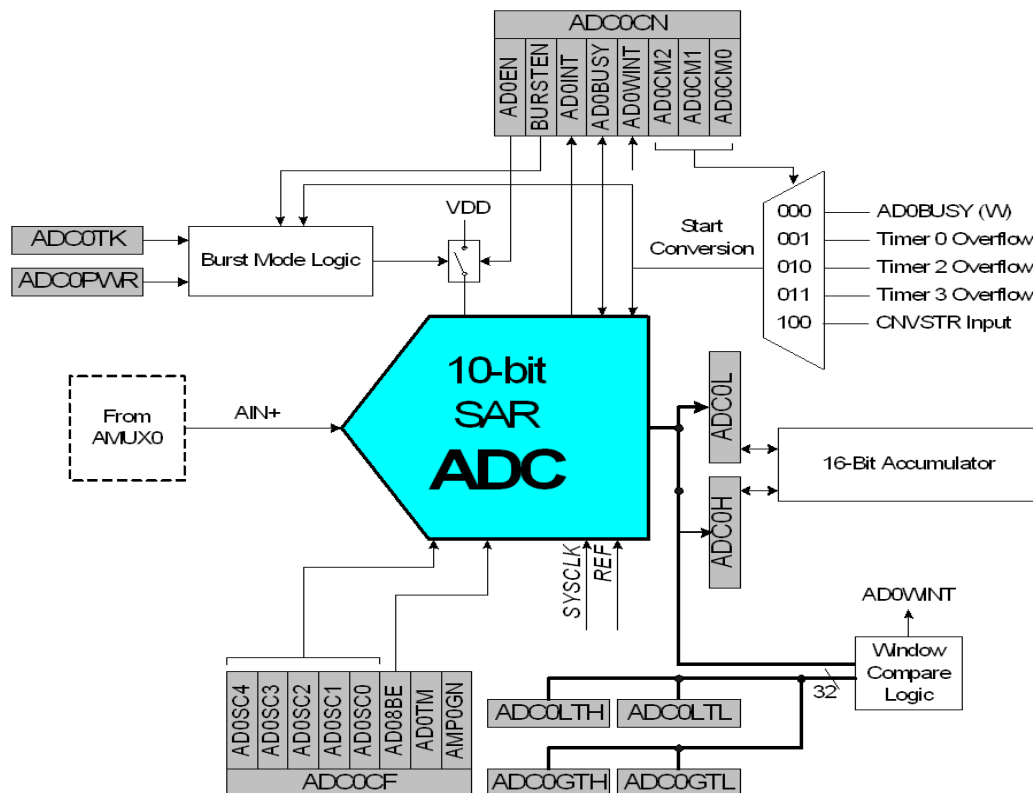 ADC0CN
AD0EN
BURSTEN
AD0INT
AD0BUSY
AD0WINT
AD0CM2
AD0CM1
AD0CM0
VDD
Start
Conversion
000
001
010
011
100
AD0BUSY (W)
Timer 0 Overflow
Timer 2 Overflow
Timer 3 Overflow
CNVSTR Input
ADC0TK
ADC0PWR
Burst Mode Logic
From
AMUX0
AIN+
10-bit
SAR
ADC
ADC0L
ADC0H
16-Bit Accumulator
SYSCLK
REF
AD0WINT
Window
Compare
Logic
32
AD0SC4
AD0SC3
AD0SC2
AD0SC1
AD0SC0
AD08BE
AD0TM
AMP0GN
ADC0CF
ADC0LTH
ADC0LTL
ADC0GTH
ADC0GTL